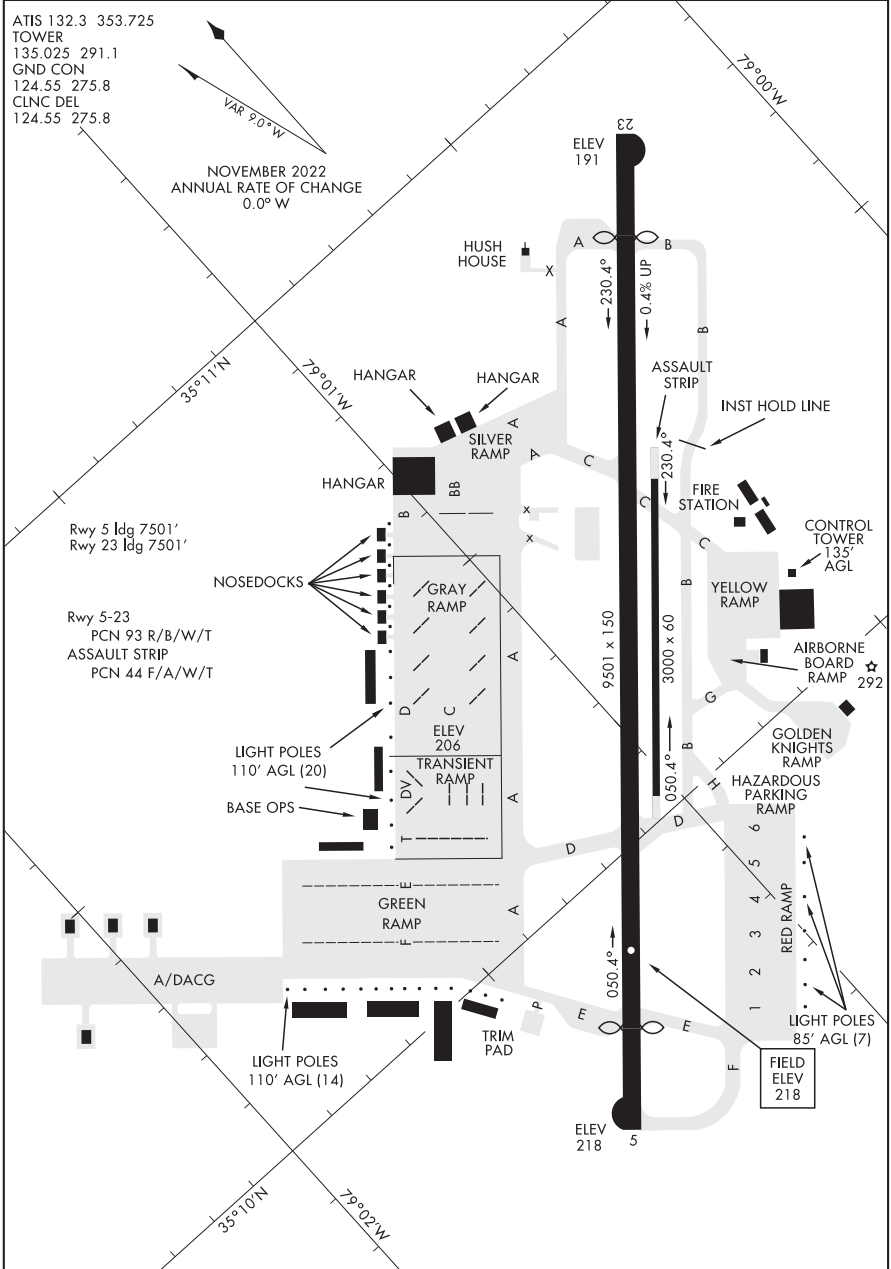 ATIS 132.3 353.725
TOWER
135.025 291.1
GND CON
124.55 275.8
CLNC DEL
124.55 275.8
VAR 9.0° W
NOVEMBER 2022
ANNUAL RATE OF CHANGE
0.0° W
79°00'W
23
ELEV
191
HUSH
HOUSE
A
B
X
230.4°
0.4% UP
A
B
35°11'N
79°01'W
HANGAR
HANGAR
ASSAULT
STRIP
INST HOLD LINE
SILVER
RAMP
A
A
C
230.4°
HANGAR
BB
B
FIRE
STATION
C
C
X
X
CONTROL
TOWER
135'
AGL
Rwy 5 ldg 7501'
Rwy 23 ldg 7501'
NOSEDOCKS
GRAY
RAMP
B
YELLOW
RAMP
Rwy 5-23
PCN 93 R/B/W/T
ASSAULT STRIP
PCN 44 F/A/W/T
9501 x 150
3000 x 60
A
AIRBORNE
BOARD
RAMP
292
G
D
C
ELEV
206
GOLDEN
KNIGHTS
RAMP
LIGHT POLES
110' AGL (20)
TRANSIENT
RAMP
B
050.4°
H
HAZARDOUS
PARKING
RAMP
DV
A
BASE OPS
T
D
D
6
5
4
3
2
1
RED RAMP
E
GREEN
RAMP
F
A
050.4°
A/DACG
P
E
E
F
TRIM
PAD
LIGHT POLES
110' AGL (14)
LIGHT POLES
85' AGL (7)
FIELD
ELEV
218
ELEV
218
5
35°10'N
79°02'W